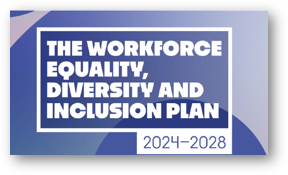 THE WORKFORCE
EQUALITY,
DIVERSITY AND
INCLUSION PLAN
2024–2028